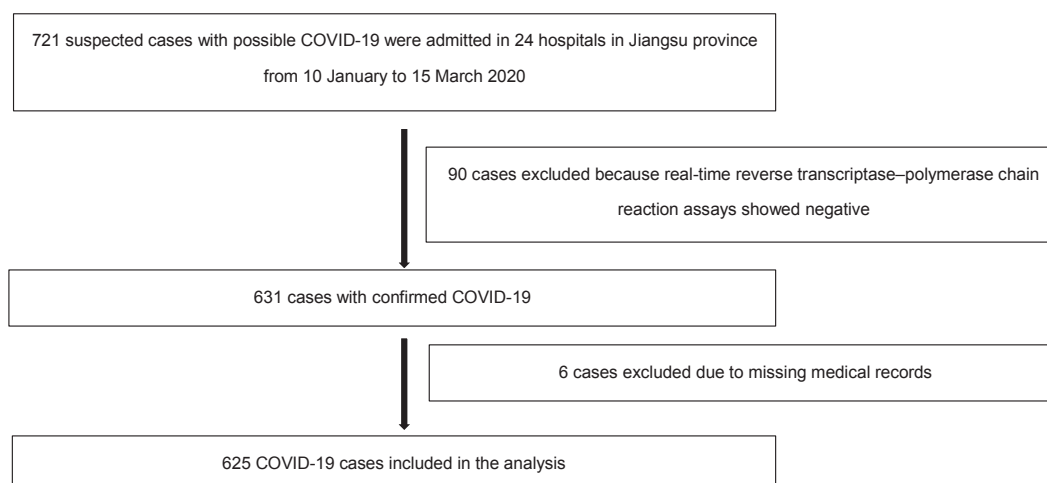 721 suspected cases with possible COVID-19 were admitted in 24 hospitals in Jiangsu province
from 10 January to 15 March 2020
90 cases excluded because real-time reverse transcriptase–polymerase chain
reaction assays showed negative
631 cases with confirmed COVID-19
6 cases excluded due to missing medical records
625 COVID-19 cases included in the analysis